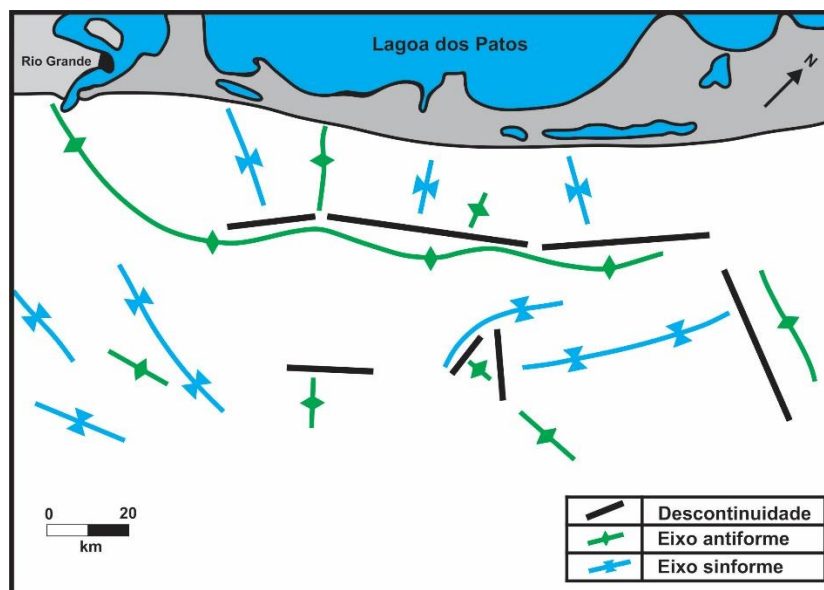 Lagoa dos Patos
Rio Grande
N
0 20
km
Descontinuidade
Eixo antiforme
Eixo sinforme